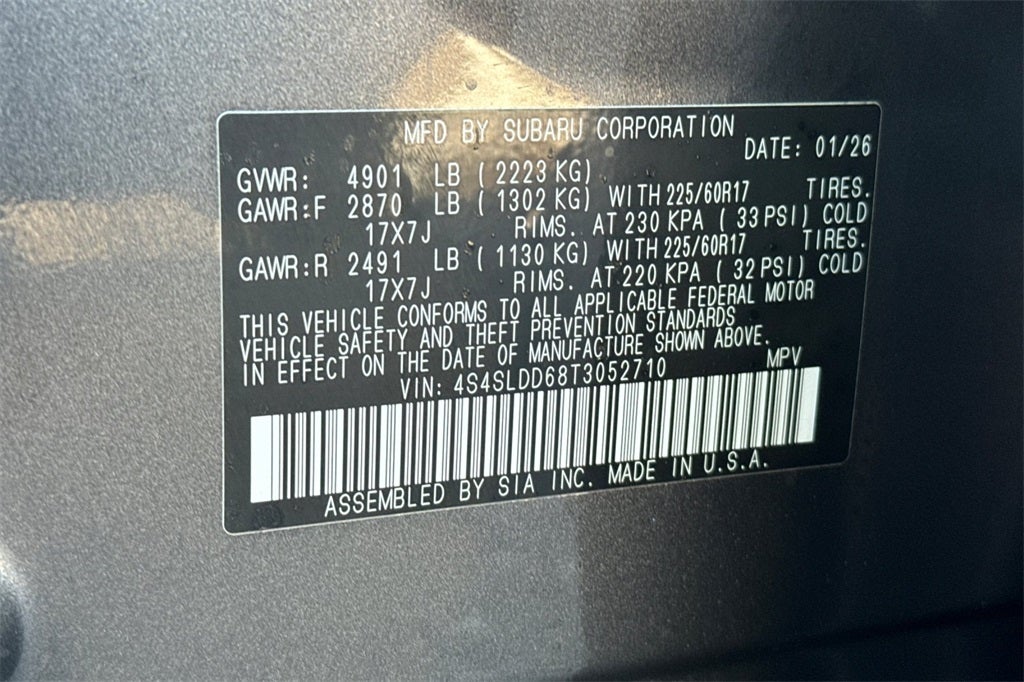 MFD BY SUBARU CORPORATION
DATE: 01/26
GVWR: 4901 LB ( 2223 KG)
GAWR:F 2870 LB ( 1302 KG) WITH 225/60R17 TIRES.
17X7J RIMS. AT 230 KPA ( 33 PSI) COLD
GAWR:R 2491 LB ( 1130 KG) WITH 225/60R17 TIRES.
17X7J RIMS. AT 220 KPA ( 32 PSI) COLD
THIS VEHICLE CONFORMS TO ALL APPLICABLE FEDERAL MOTOR
VEHICLE SAFETY AND THEFT PREVENTION STANDARDS
IN EFFECT ON THE DATE OF MANUFACTURE SHOWN ABOVE.
VIN: 4S4SLDD68T3052710 MPV
ASSEMBLED BY SIA INC. MADE IN U.S.A.